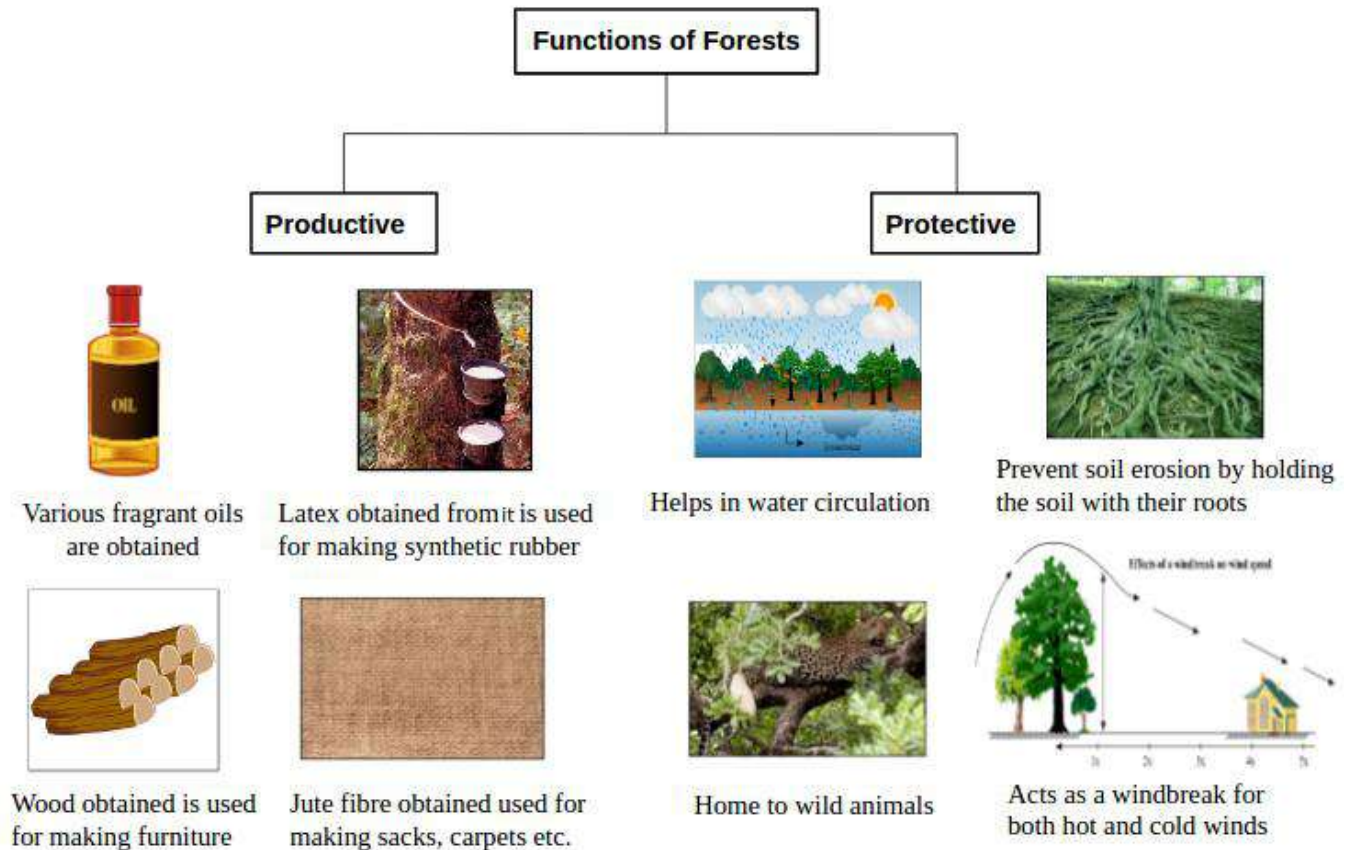 Functions of Forests
Productive
Protective
OIL
Various fragrant oils
are obtained
Latex obtained from it is used
for making synthetic rubber
Helps in water circulation
Prevent soil erosion by holding
the soil with their roots
Effects of a windbreak on wind speed
Wood obtained is used
for making furniture
Jute fibre obtained used for
making sacks, carpets etc.
Home to wild animals
Acts as a windbreak for
both hot and cold winds